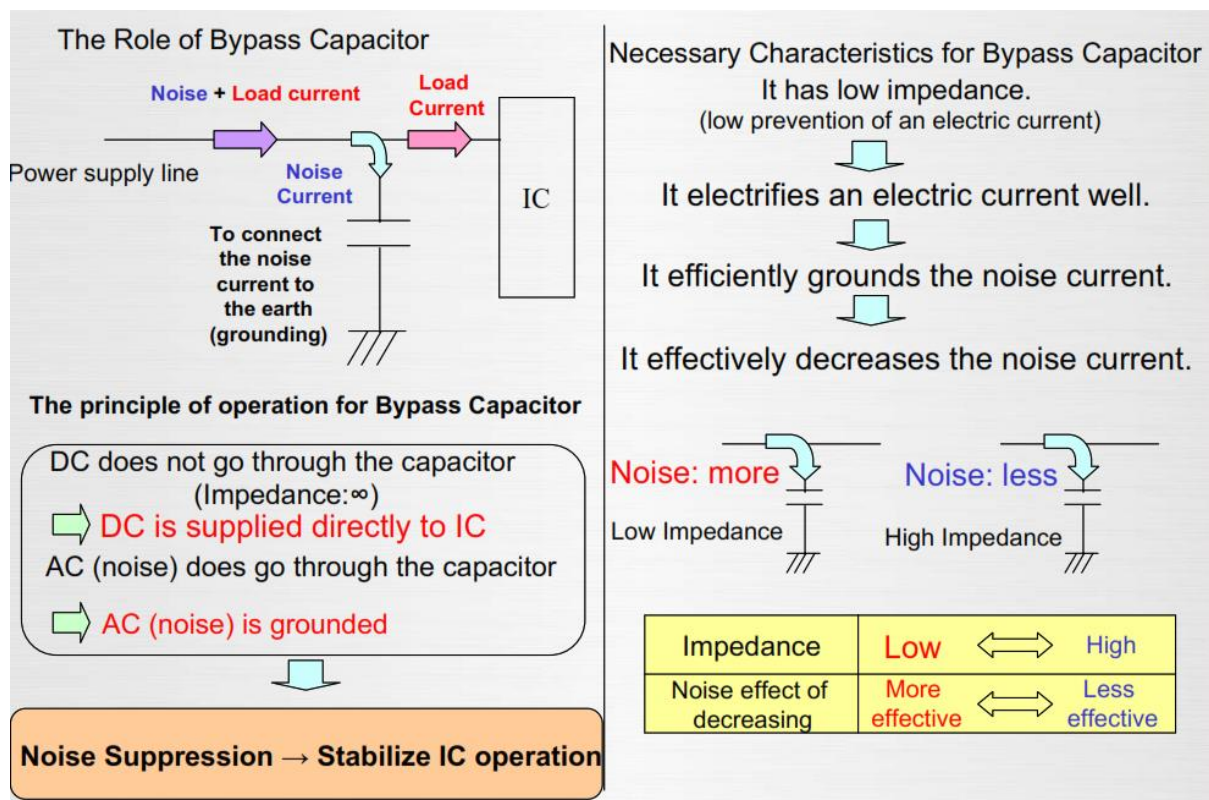 The Role of Bypass Capacitor
Noise + Load current
Load
Current
Power supply line
Noise
Current
IC
To connect
the noise
current to
the earth
(grounding)
The principle of operation for Bypass Capacitor
DC does not go through the capacitor
(Impedance:∞)
DC is supplied directly to IC
AC (noise) does go through the capacitor
AC (noise) is grounded
Noise Suppression → Stabilize IC operation
Necessary Characteristics for Bypass Capacitor
It has low impedance.
(low prevention of an electric current)
It electrifies an electric current well.
It efficiently grounds the noise current.
It effectively decreases the noise current.
Noise: more
Low Impedance
Noise: less
High Impedance
Impedance Low High
Noise effect of
decreasing
More
effective
Less
effective